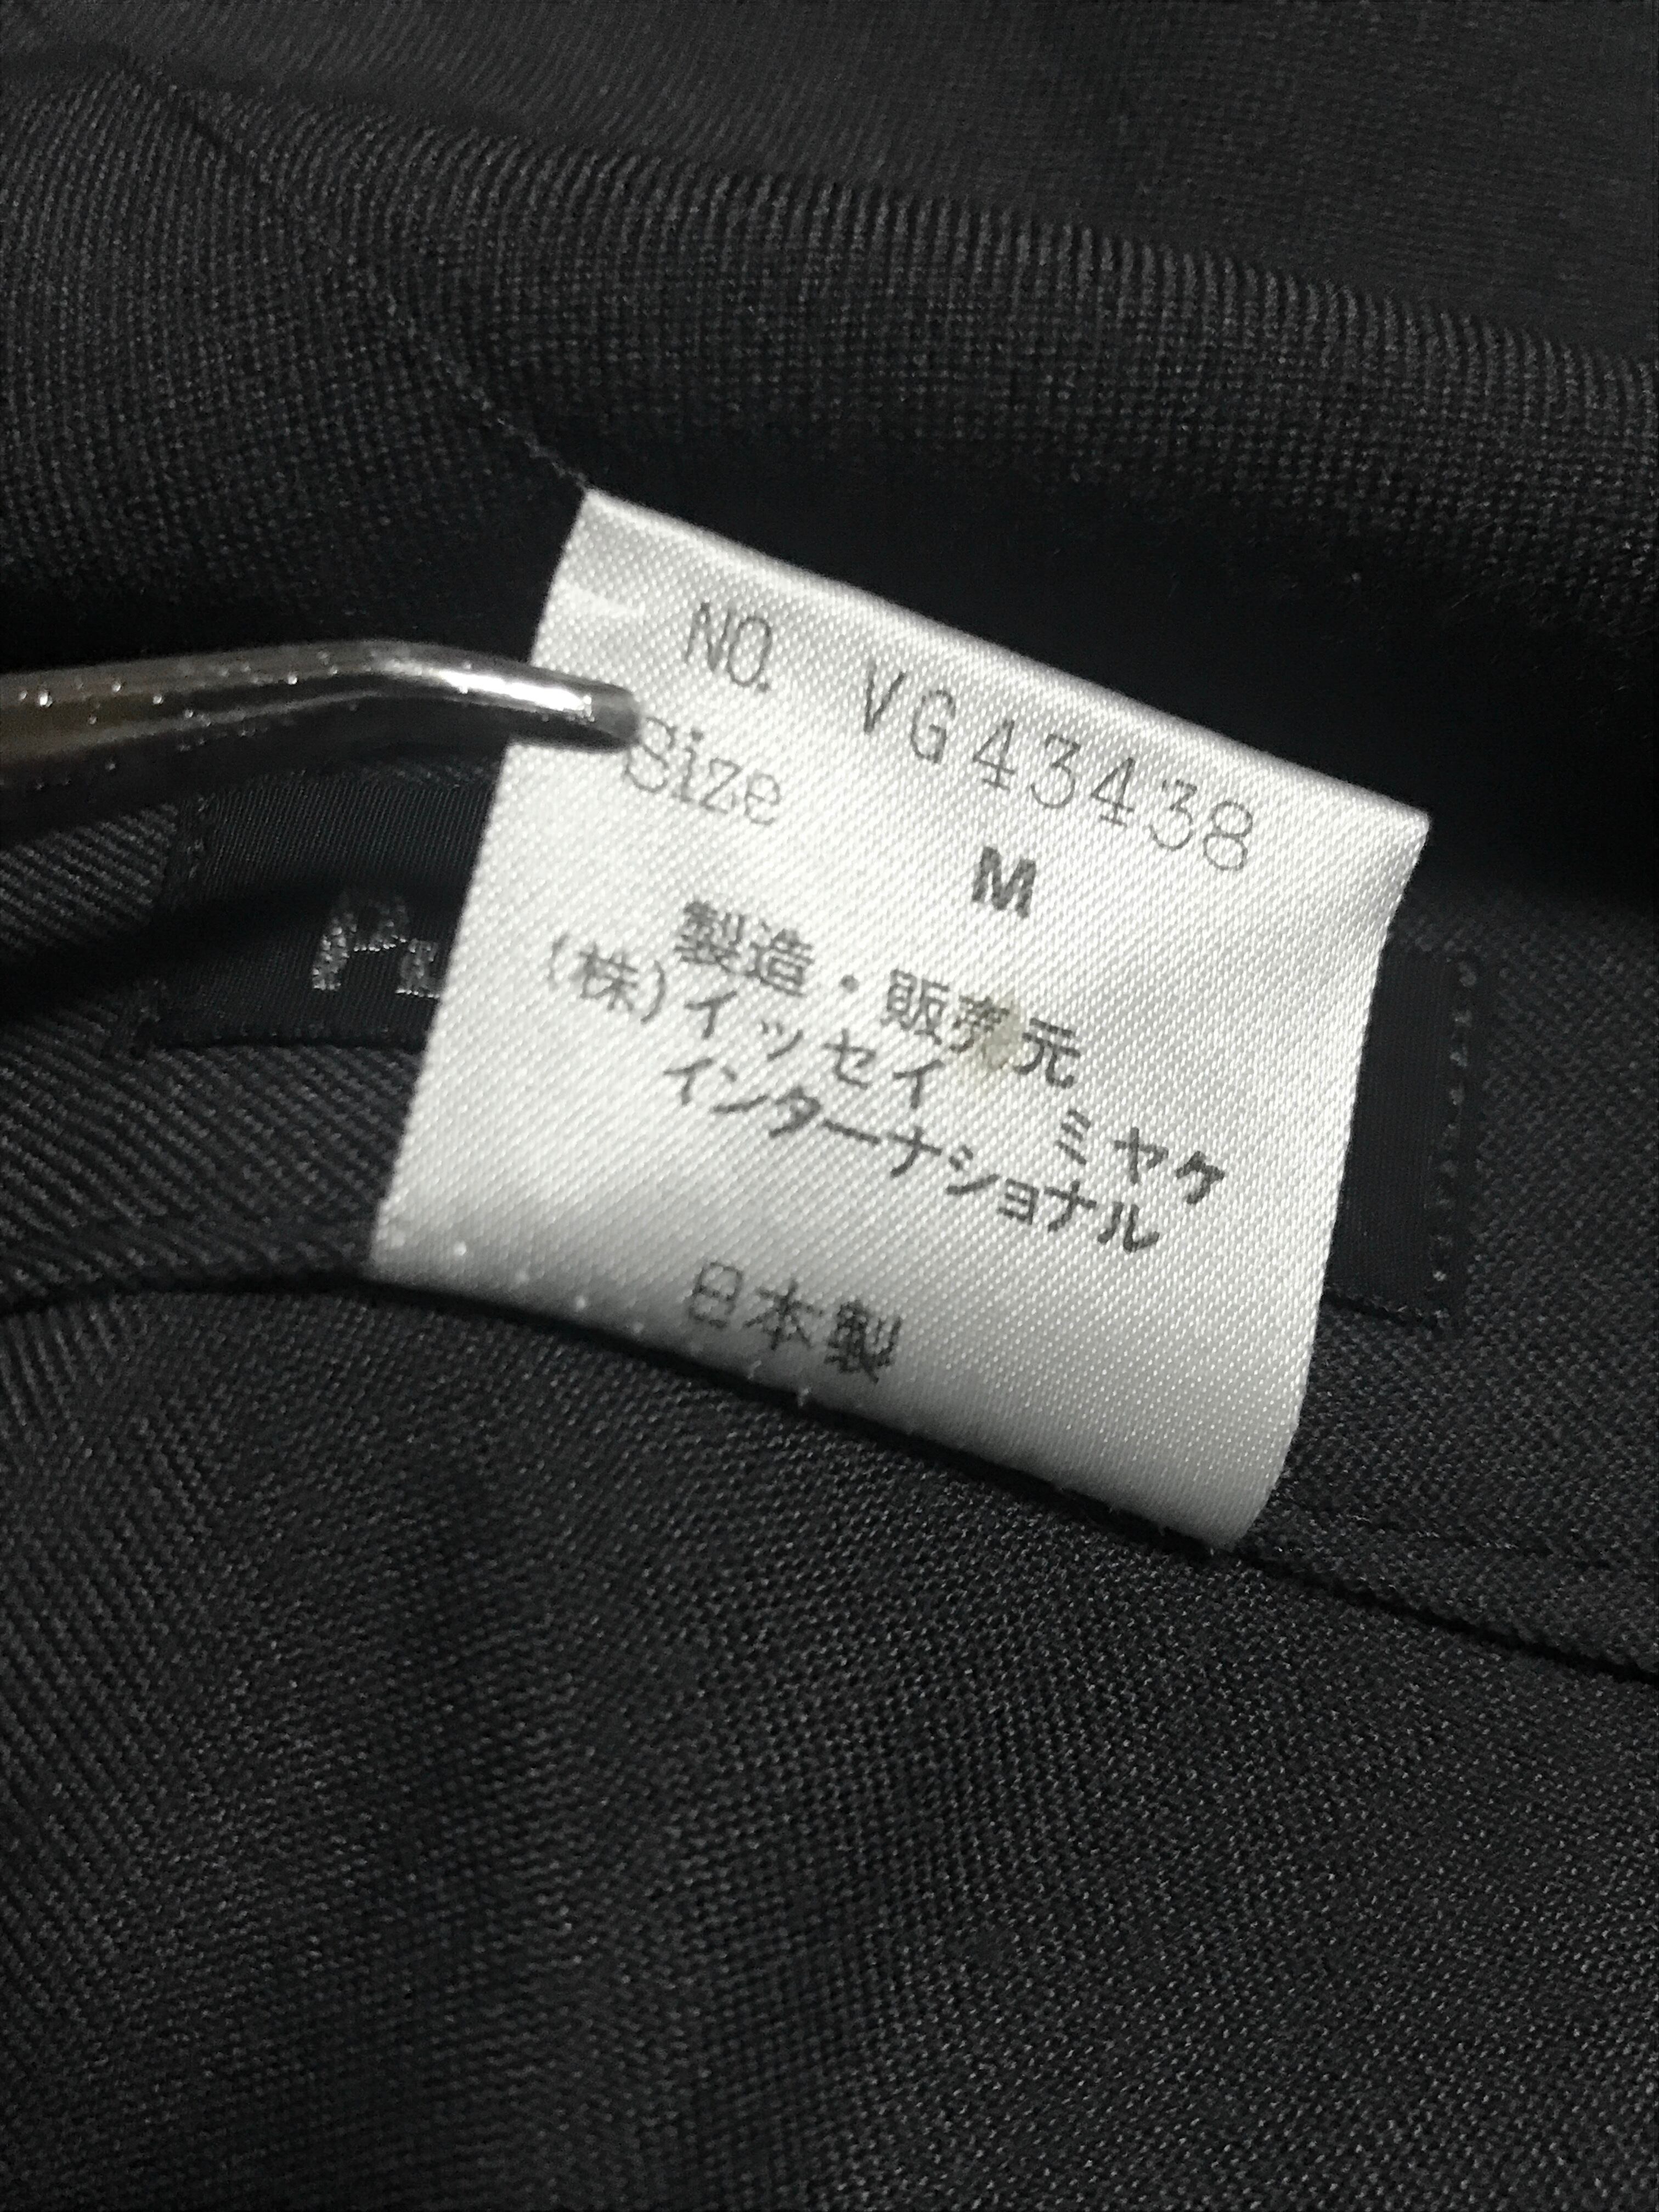 NO. VG43438
Size M
製造・販売元
(株)イッセイ ミヤケ
インターナショナル
日本製